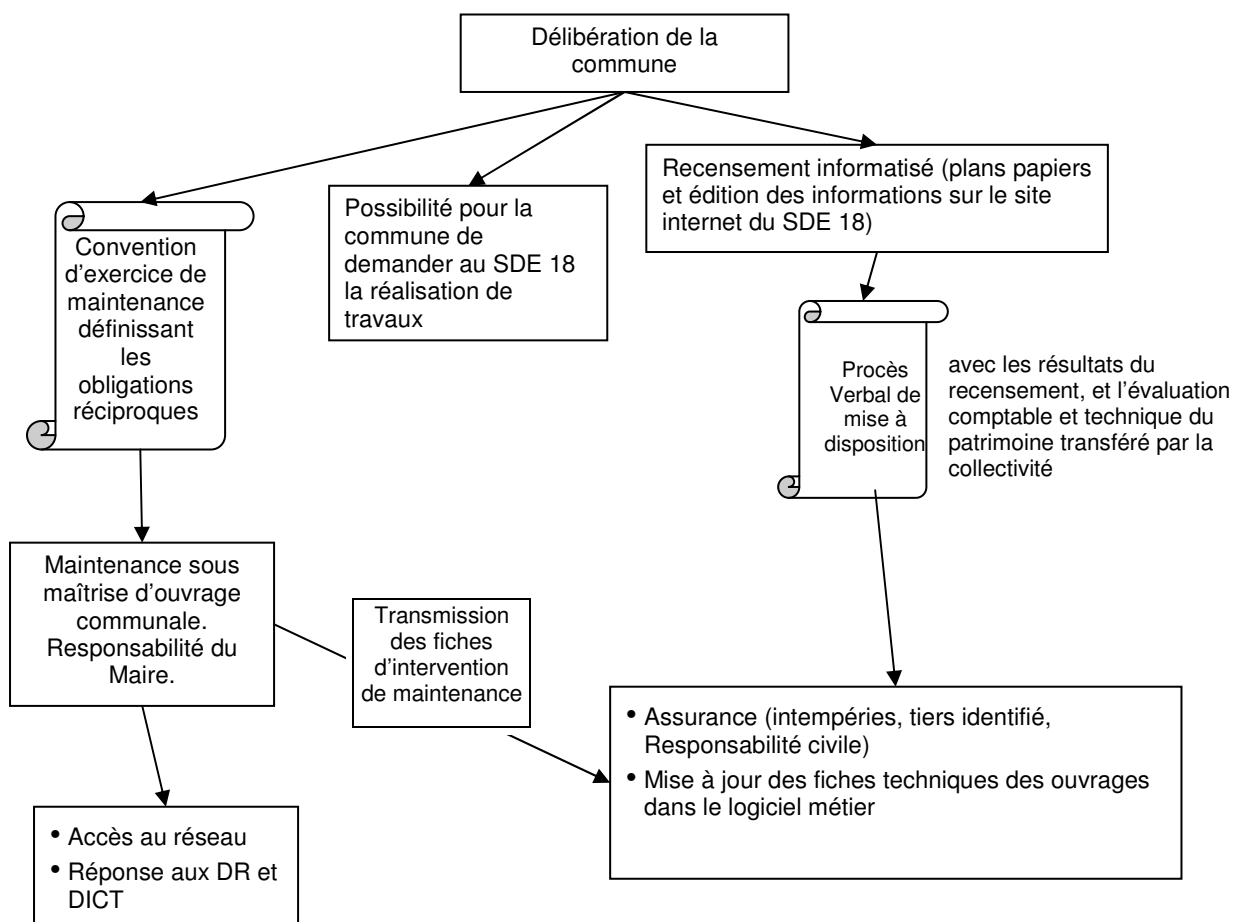 Délibération de la
commune
Recensement informatisé (plans papiers
et édition des informations sur le site
internet du SDE 18)
Possibilité pour la
commune de
demander au SDE 18
la réalisation de
travaux
Convention
d'exercice de
maintenance
définissant
les
obligations
réciproques
Procès
Verbal de
mise à
disposition
avec les résultats du
recensement, et l'évaluation
comptable et technique du
patrimoine transféré par la
collectivité
Maintenance sous
maîtrise d'ouvrage
communale.
Responsabilité du
Maire.
Transmission
des fiches
d'intervention
de maintenance
• Assurance (intempéries, tiers identifié,
Responsabilité civile)
• Mise à jour des fiches techniques des ouvrages
dans le logiciel métier
• Accès au réseau
• Réponse aux DR et
DICT